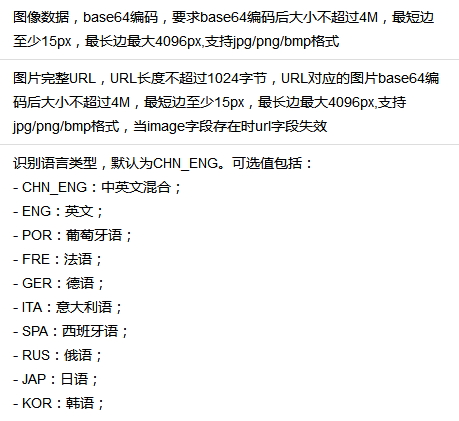 图像数据，base64编码，要求base64编码后大小不超过4M，最短边
至少15px，最长边最大4096px,支持jpg/png/bmp格式
图片完整URL，URL长度不超过1024字节，URL对应的图片base64编
码后大小不超过4M，最短边至少15px，最长边最大4096px,支持
jpg/png/bmp格式，当image字段存在时url字段失效
识别语言类型，默认为CHN_ENG。可选值包括：
- CHN_ENG：中英文混合；
- ENG：英文；
- POR：葡萄牙语；
- FRE：法语；
- GER：德语；
- ITA：意大利语；
- SPA：西班牙语；
- RUS：俄语；
- JAP：日语；
- KOR：韩语；